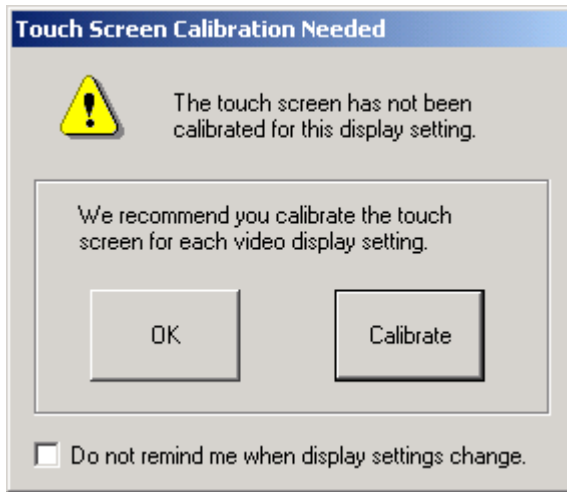 Touch Screen Calibration Needed
The touch screen has not been
calibrated for this display setting.
We recommend you calibrate the touch
screen for each video display setting.
OK
Calibrate
Do not remind me when display settings change.